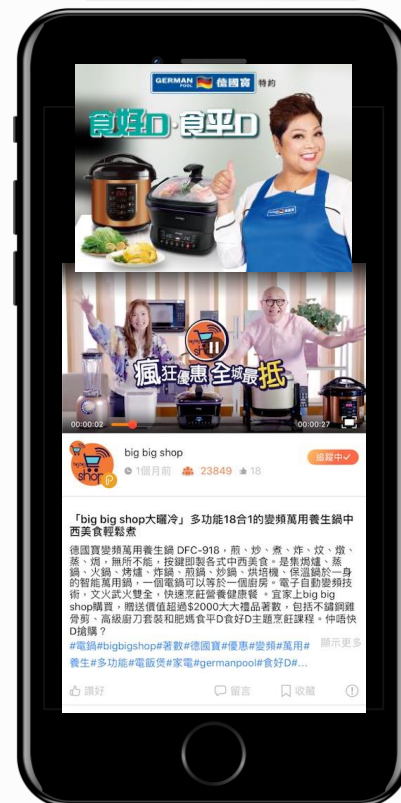 GERMAN POOL 德國寶 特約
食好D·食平D
big big shop
瘋狂優惠全城最抵
00:00:02
00:00:27
big big shop
1個月前 23849 18
追蹤中
「big big shop大曬冷」多功能18合1的變頻萬用養生鍋中
西美食輕鬆煮
德國寶變頻萬用養生鍋 DFC-918，煎、炒、煮、炸、炆、燉、
蒸、焗，無所不能，按鍵即製各式中西美食。是集焗爐、蒸
鍋、火鍋、烤爐、炸鍋、煎鍋、炒鍋、烘培機、保溫鍋於一身
的智能萬用鍋，一個電鍋可以等於一個廚房。電子自動變頻技
術，文火武火雙全，快速烹飪營養健康餐 。宜家上big big
shop購買，贈送價值超過$2000大大禮品著數，包括不鏽鋼雞
骨剪、高級廚刀套裝和肥媽食平D食好D主題烹飪課程。仲唔快
D搶購？
#電鍋#bigbigshop#著數#德國寶#優惠#變頻#萬用#
顯示更多
養生#多功能#電飯煲#家電#germanpool#食好D#...
讚好
留言
收藏